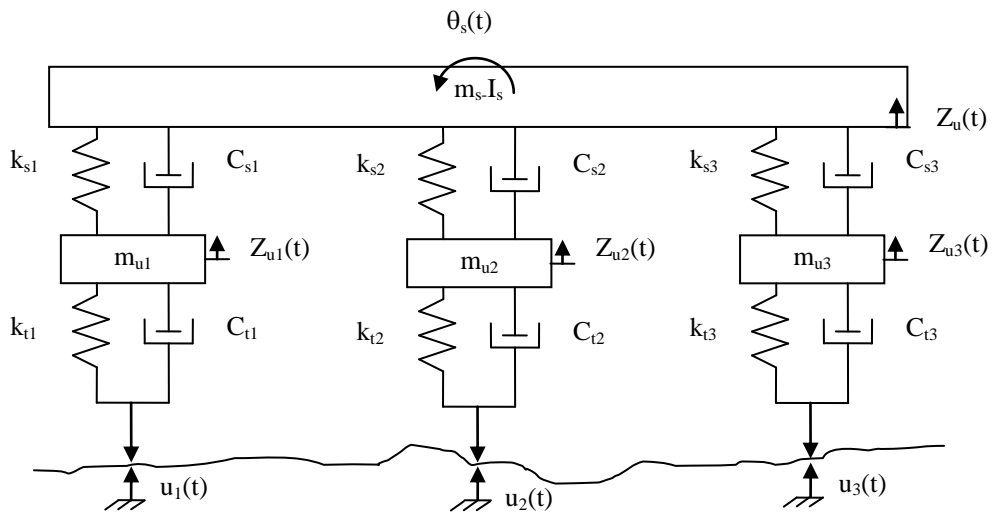 θs(t)
ms-Is
Zu(t)
ks1
Cs1
ks2
Cs2
ks3
Cs3
mu1
Zu1(t)
mu2
Zu2(t)
mu3
Zu3(t)
kt1
Ct1
kt2
Ct2
kt3
Ct3
u1(t)
u2(t)
u3(t)